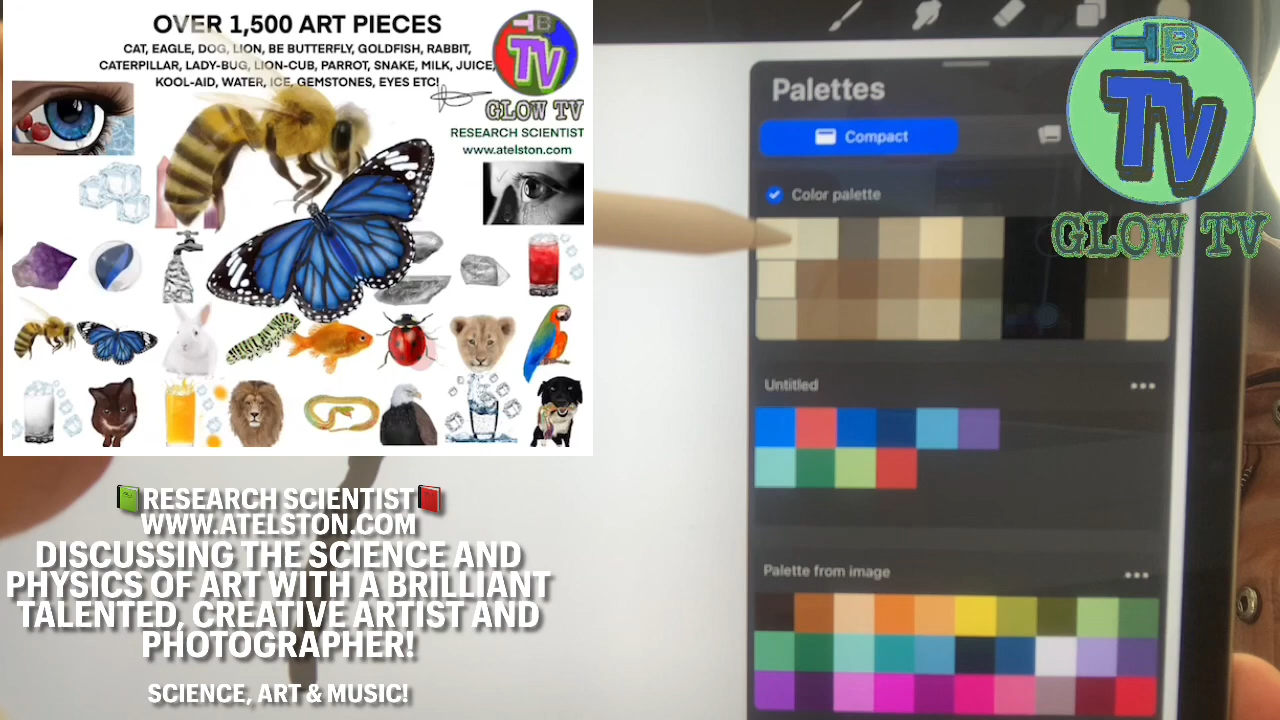 OVER 1,500 ART PIECES
CAT, EAGLE, DOG, LION, BE BUTTERFLY, GOLDFISH, RABBIT,
CATERPILLAR, LADY-BUG, LION-CUB, PARROT, SNAKE, MILK, JUICE,
KOOL-AID, WATER, ICE, GEMSTONES, EYES ETC!
TB
TV
GLOW TV
RESEARCH SCIENTIST
www.atelston.com
📗RESEARCH SCIENTIST📕
WWW.ATELSTON.COM
DISCUSSING THE SCIENCE AND
PHYSICS OF ART WITH A BRILLIANT
TALENTED, CREATIVE ARTIST AND
PHOTOGRAPHER!
SCIENCE, ART & MUSIC!
Palettes
Compact
Color palette
Untitled
Palette from image
TB
TV
GLOW TV